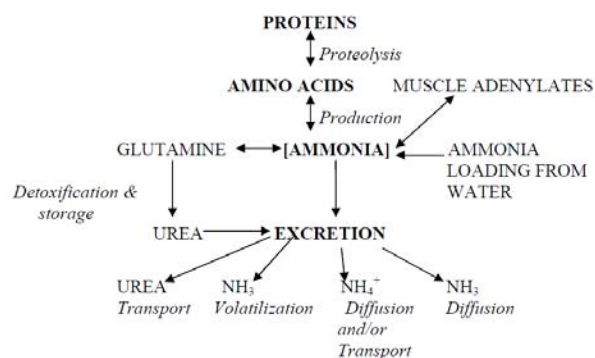 PROTEINS
Proteolysis
AMINO ACIDS MUSCLE ADENYLATES
Production
GLUTAMINE [AMMONIA] AMMONIA
LOADING FROM
WATER
Detoxification &
storage
UREA EXCRETION
UREA NH₃ NH₄⁺ NH₃
Transport Volatilization Diffusion Diffusion
and/or
Transport